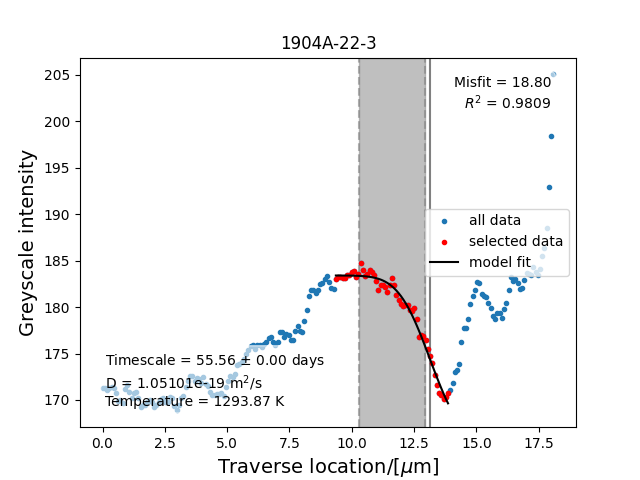 1904A-22-3
Misfit = 18.80
R² = 0.9809
Greyscale intensity
205
200
195
190
185
180
175
170
all data
selected data
model fit
Timescale = 55.56 ± 0.00 days
D = 1.05101e-19 m²/s
Temperature = 1293.87 K
0.0 2.5 5.0 7.5 10.0 12.5 15.0 17.5
Traverse location/[μm]